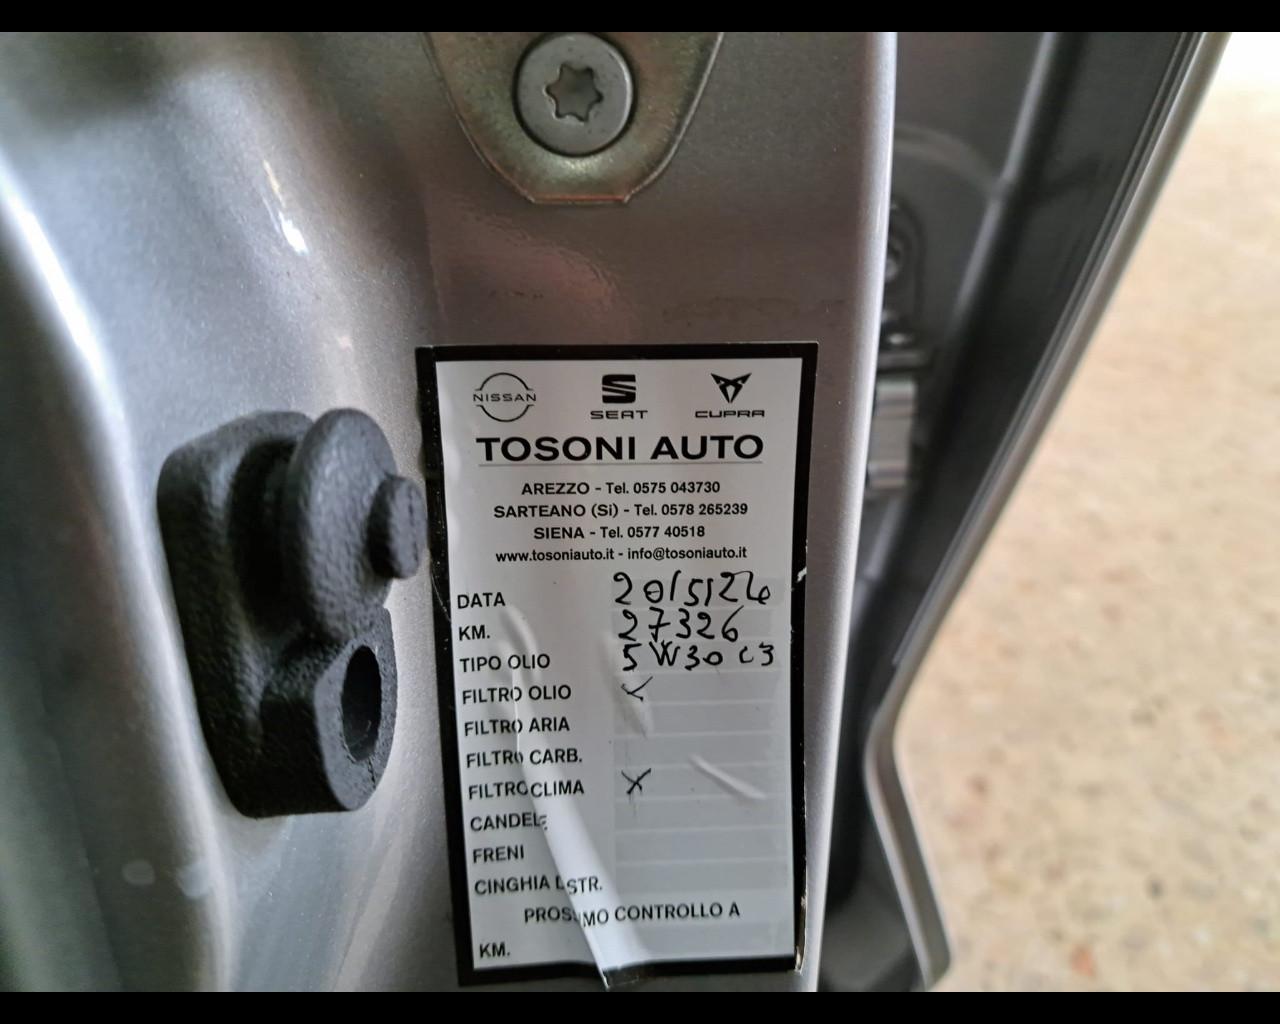 NISSAN SEAT CUPRA
TOSONI AUTO
AREZZO - Tel. 0575 043730
SARTEANO (Si) - Tel. 0578 265239
SIENA - Tel. 0577 40518
www.tosoniauto.it - info@tosoniauto.it
DATA 20/5/24
KM. 27326
TIPO OLIO 5W30 C3
FILTRO OLIO X
FILTRO ARIA
FILTRO CARB.
FILTRO CLIMA X
CANDELE
FRENI
CINGHIA DISTR.
PROSSIMO CONTROLLO A
KM.